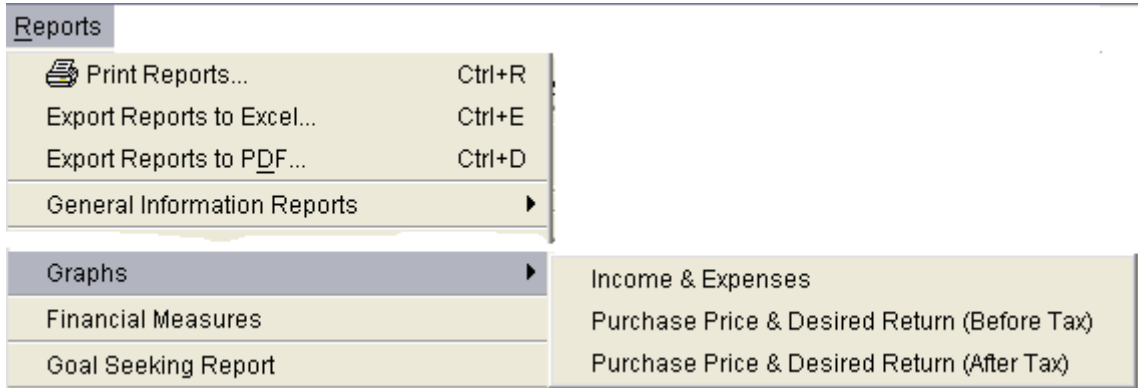 Reports
Print Reports... Ctrl+R
Export Reports to Excel... Ctrl+E
Export Reports to PDF... Ctrl+D
General Information Reports
Graphs
Income & Expenses
Financial Measures
Purchase Price & Desired Return (Before Tax)
Goal Seeking Report
Purchase Price & Desired Return (After Tax)